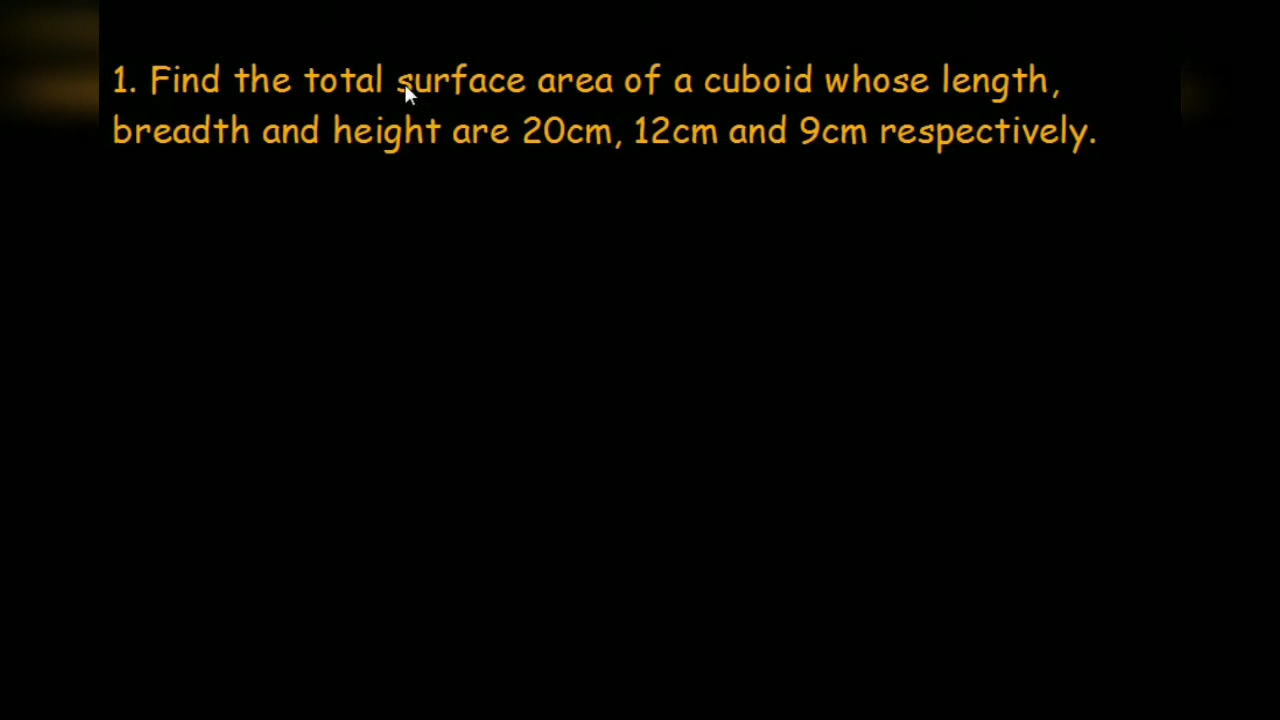 1. Find the total surface area of a cuboid whose length,
breadth and height are 20cm, 12cm and 9cm respectively.